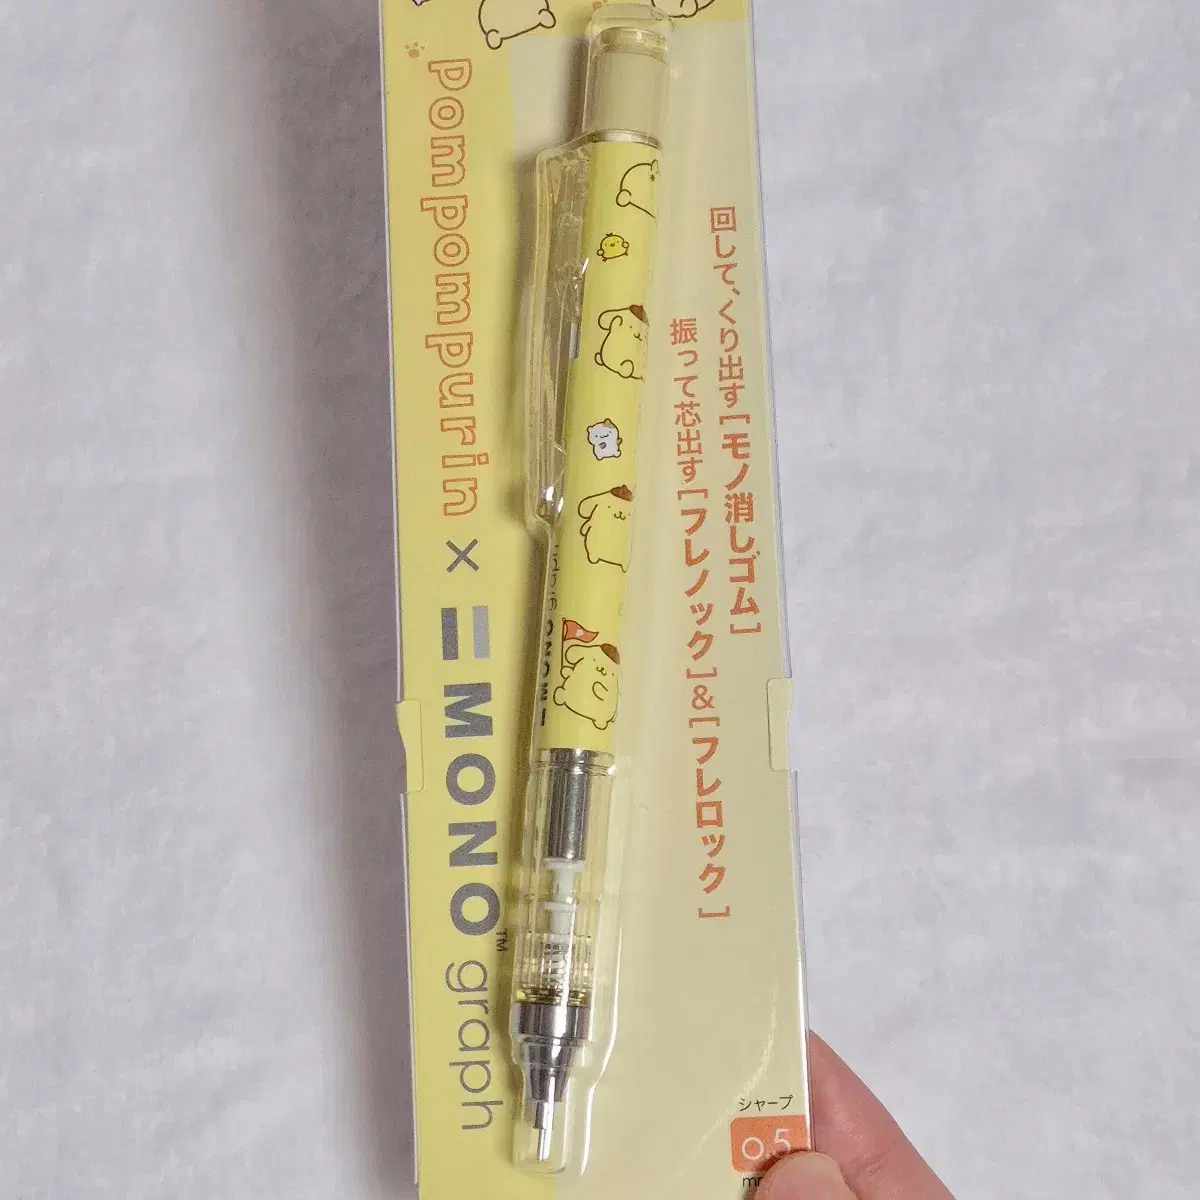 pompompurin × MONO™ graph
回して、くり出す[モノ消しゴム]
振って芯出す[フレノック]&[フレロック]
MONO graph
シャープ
0.5